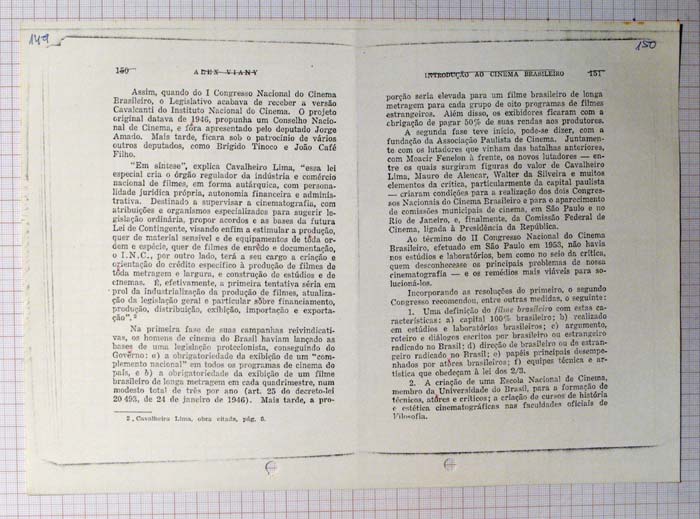 149
150
150
ALEX VIANY
Assim, quando do I Congresso Nacional do Cinema
Brasileiro, o Legislativo acabava de receber a versão
Cavalcanti do Instituto Nacional do Cinema. O projeto
original datava de 1946, propunha um Conselho Nacio-
nal de Cinema, e fôra apresentado pelo deputado Jorge
Amado. Mais tarde, ficara sob o patrocínio de vários
outros deputados, como Brigido Tinoco e João Café
Filho.
"Em síntese", explica Cavalheiro Lima, "essa lei
especial cria o órgão regulador da indústria e comércio
nacional de filmes, em forma autárquica, com persona-
lidade jurídica própria, autonomia financeira e adminis-
trativa. Destinado a supervisar a cinematografia, com
atribuições e organismos especializados para sugerir le-
gislação ordinária, propor acordos e as bases da futura
Lei de Contingente, visando enfim a estimular a produção,
quer de material sensível e de equipamentos de tôda or-
dem e espécie, quer de filmes de enrêdo e documentação,
o I.N.C., por outro lado, terá a seu cargo a criação e
orientação do crédito específico à produção de filmes de
tôda metragem e largura, e construção de estúdios e de
cinemas. É, efetivamente, a primeira tentativa séria em
prol da industrialização da produção de filmes, atualiza-
ção da legislação geral e particular sôbre financiamento,
produção, distribuição, exibição, importação e exporta-
ção". 2
Na primeira fase de suas campanhas reivindicati-
vas, os homens de cinema do Brasil haviam lançado as
bases de uma legislação protecionista, conseguindo do
Govêrno: a) a obrigatoriedade da exibição de um "com-
plemento nacional" em todos os programas de cinema do
país, e b) a obrigatoriedade da exibição de um filme
brasileiro de longa metragem em cada quadrimestre, num
modesto total de três por ano (art. 25 do decreto-lei
20 493, de 24 de janeiro de 1946). Mais tarde, a pro-
2. Cavalheiro Lima, obra citada, pág. 5.
INTRODUÇÃO AO CINEMA BRASILEIRO
151
porção seria elevada para um filme brasileiro de longa
metragem para cada grupo de oito programas de filmes
estrangeiros. Além disso, os exibidores ficaram com a
obrigação de pagar 50% de suas rendas aos produtores.
A segunda fase teve início, pode-se dizer, com a
fundação da Associação Paulista de Cinema. Juntamen-
te com os lutadores que vinham das batalhas anteriores,
com Moacir Fenelon à frente, os novos lutadores — en-
tre os quais surgiram figuras do valor de Cavalheiro
Lima, Mauro de Alencar, Walter da Silveira e muitos
elementos da crítica, particularmente da capital paulista
— criaram condições para a realização dos dois Congres-
sos Nacionais do Cinema Brasileiro e para o aparecimento
de comissões municipais de cinema, em São Paulo e no
Rio de Janeiro, e, finalmente, da Comissão Federal de
Cinema, ligada à Presidência da República.
Ao término do II Congresso Nacional do Cinema
Brasileiro, efetuado em São Paulo em 1953, não havia
nos estúdios e laboratórios, bem como no seio da crítica,
quem desconhecesse os principais problemas de nossa
cinematografia — e os remédios mais viáveis para so-
lucioná-los.
Incorporando as resoluções do primeiro, o segundo
Congresso recomendou, entre outras medidas, o seguinte:
1. Uma definição do filme brasileiro com estas ca-
racterísticas: a) capital 100% brasileiro; b) realizado
em estúdios e laboratórios brasileiros; c) argumento,
roteiro e diálogos escritos por brasileiro ou estrangeiro
radicado no Brasil; d) direção de brasileiro ou de estran-
geiro radicado no Brasil; e) papéis principais desempe-
nhados por atôres brasileiros; f) equipes técnica e ar-
tística que obedeçam à lei dos 2/3.
2. A criação de uma Escola Nacional de Cinema,
membro da Universidade do Brasil, para a formação de
técnicos, atôres e críticos; a criação de cursos de história
e estética cinematográficas nas faculdades oficiais de
Filosofia.